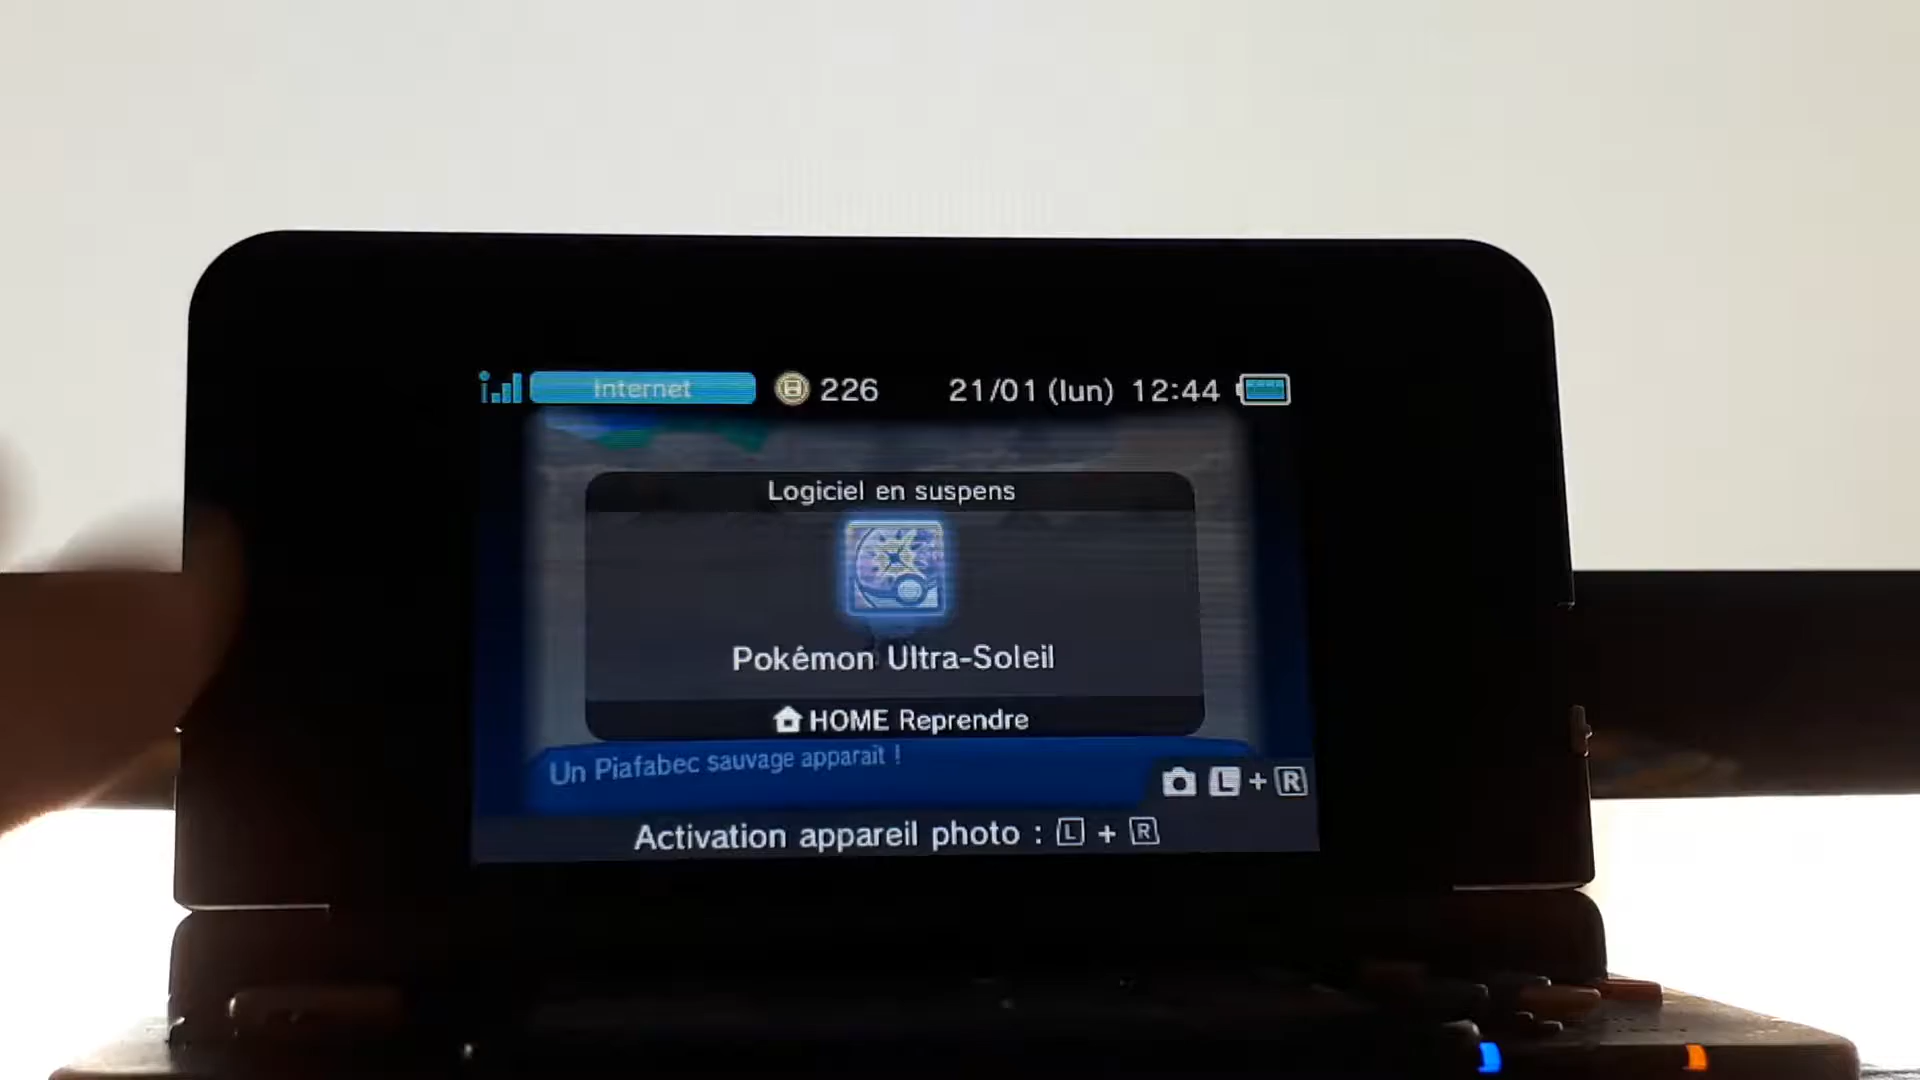 Internet 226 21/01 (lun) 12:44
Logiciel en suspens
Pokémon Ultra-Soleil
HOME Reprendre
Un Piafabec sauvage apparaît !
L + R
Activation appareil photo : L + R